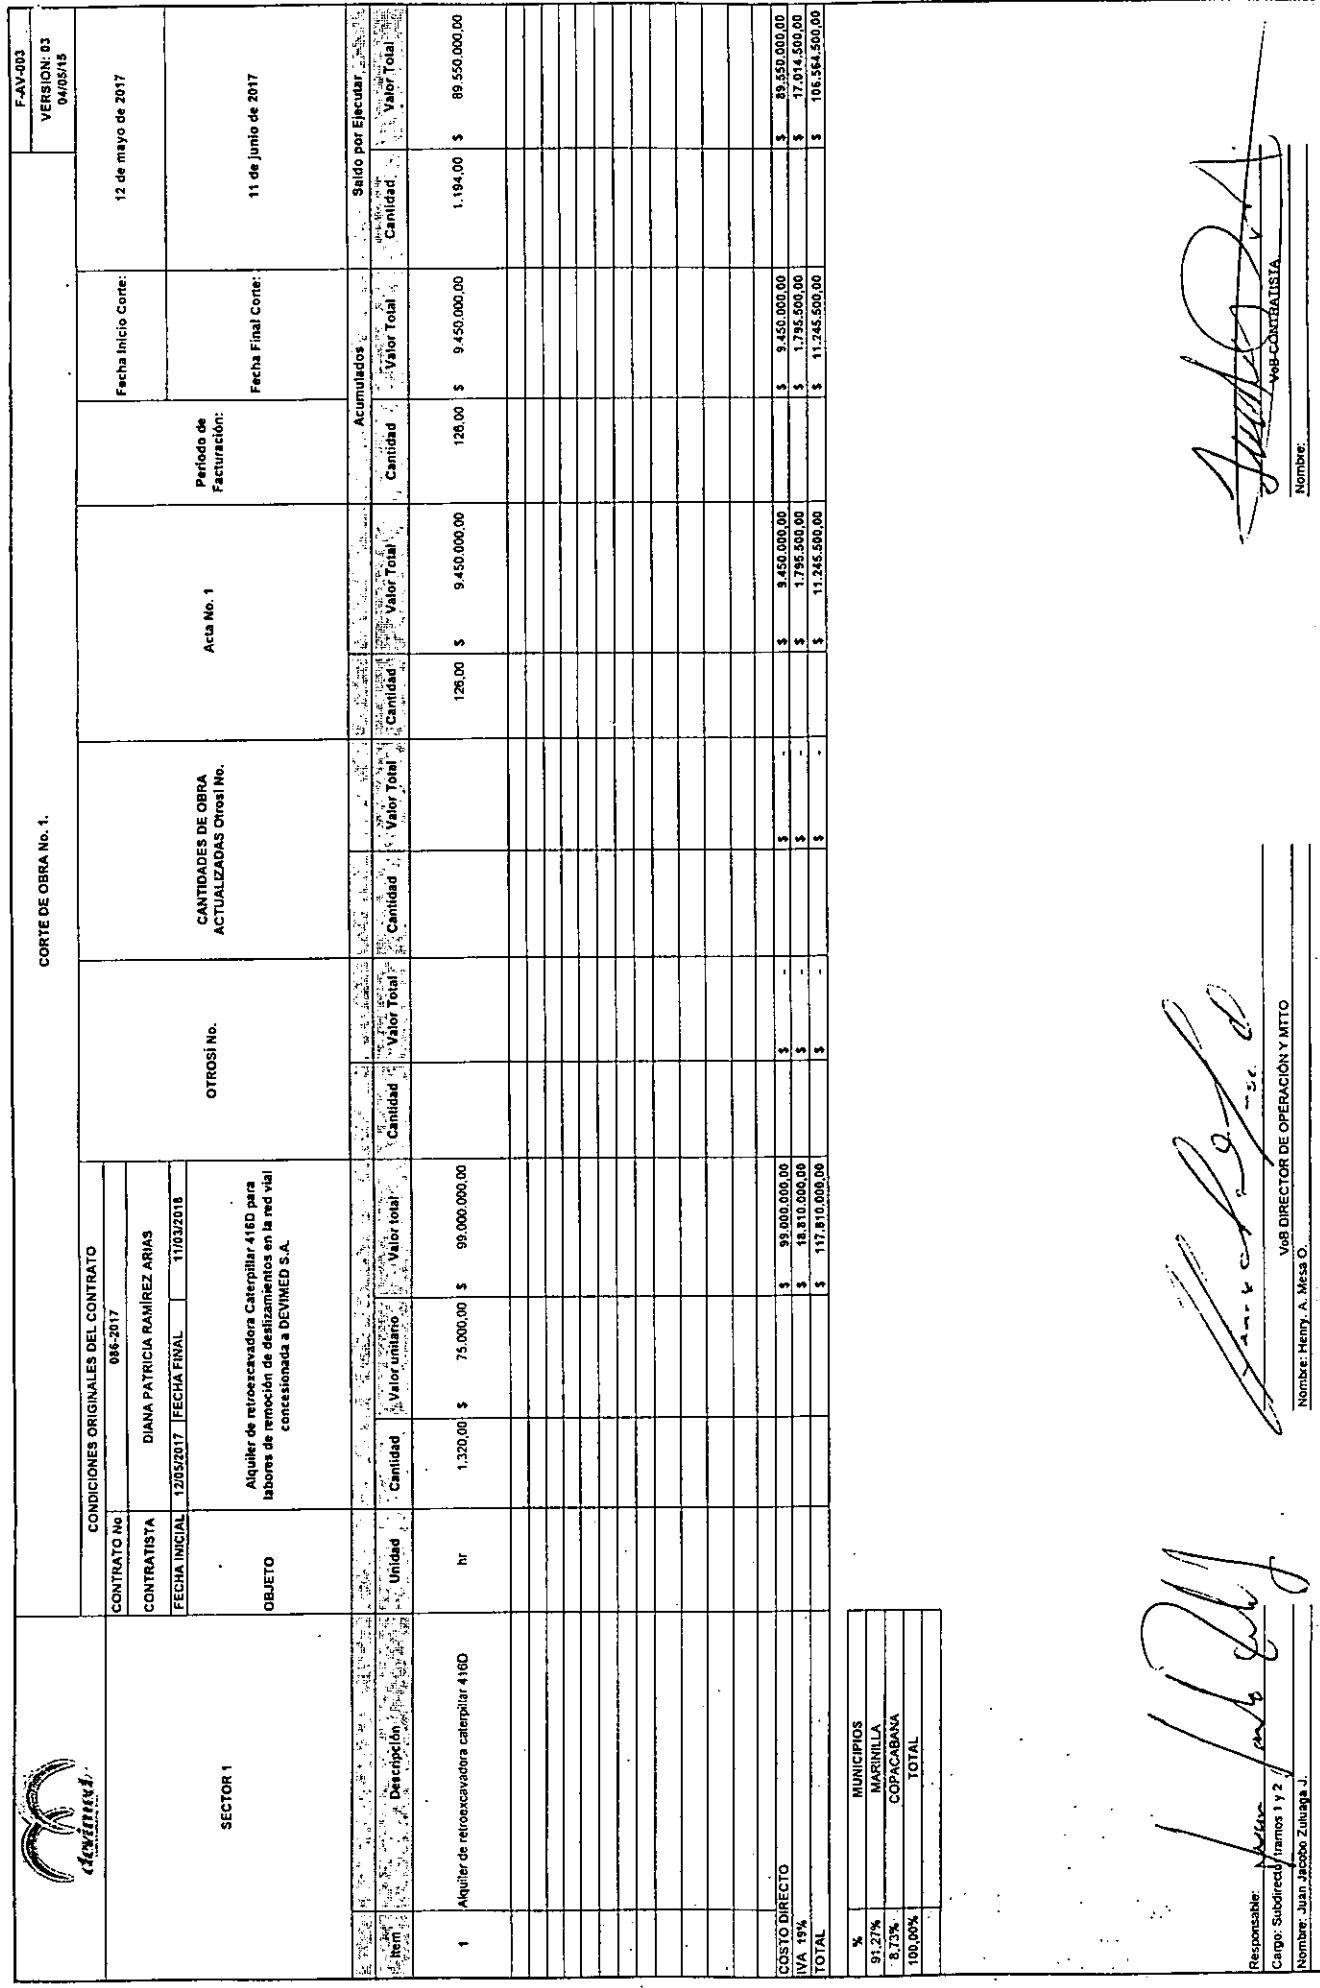 devimed
CORTE DE OBRA No. 1.
F-AV-003
VERSION: 03
04/05/15
SECTOR 1
CONDICIONES ORIGINALES DEL CONTRATO
CONTRATO No 086-2017
CONTRATISTA DIANA PATRICIA RAMÍREZ ARIAS
FECHA INICIAL 12/05/2017 FECHA FINAL 11/03/2018
OBJETO
Alquiler de retroexcavadora Caterpillar 416D para
labores de remoción de deslizamientos en la red vial
concesionada a DEVIMED S.A.
OTROSÍ No.
CANTIDADES DE OBRA
ACTUALIZADAS Otrosí No.
Acta No. 1
Periodo de
Facturación:
Fecha Inicio Corte: 12 de mayo de 2017
Fecha Final Corte: 11 de junio de 2017
Acumulados Saldo por Ejecutar
Item Descripción Unidad Cantidad Valor unitario Valor total Cantidad Valor Total Cantidad Valor Total Cantidad Valor Total Cantidad Valor Total Cantidad Valor Total
1 Alquiler de retroexcavadora caterpillar 416D hr 1.320,00 $ 75.000,00 $ 99.000.000,00 126,00 $ 9.450.000,00 126,00 $ 9.450.000,00 1.194,00 $ 89.550.000,00
COSTO DIRECTO $ 99.000.000,00 $ - $ - $ 9.450.000,00 $ 9.450.000,00 $ 89.550.000,00
IVA 19% $ 18.810.000,00 $ - $ - $ 1.795.500,00 $ 1.795.500,00 $ 17.014.500,00
TOTAL $ 117.810.000,00 $ - $ - $ 11.245.500,00 $ 11.245.500,00 $ 106.564.500,00
% MUNICIPIOS
91,27% MARINILLA
8,73% COPACABANA
100,00% TOTAL
Responsable:
Cargo: Subdirector tramos 1 y 2
Nombre: Juan Jacobo Zuluaga J.
VoB DIRECTOR DE OPERACIÓN Y MTTO
Nombre: Henry. A. Mesa O.
VoB CONTRATISTA
Nombre: